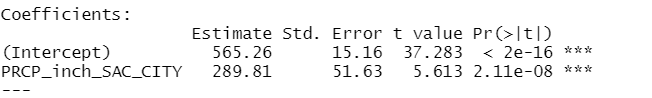 Coefficients:
Estimate Std. Error t value Pr(>|t|)
(Intercept) 565.26 15.16 37.283 < 2e-16 ***
PRCP_inch_SAC_CITY 289.81 51.63 5.613 2.11e-08 ***
---